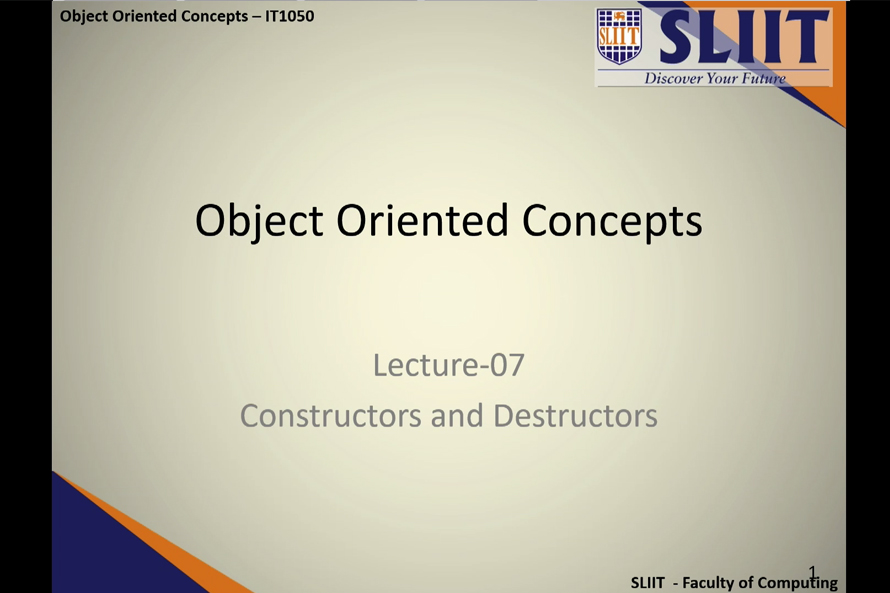 Object Oriented Concepts – IT1050
SLIIT
SLIIT
Discover Your Future
Object Oriented Concepts
Lecture-07
Constructors and Destructors
1
SLIIT - Faculty of Computing